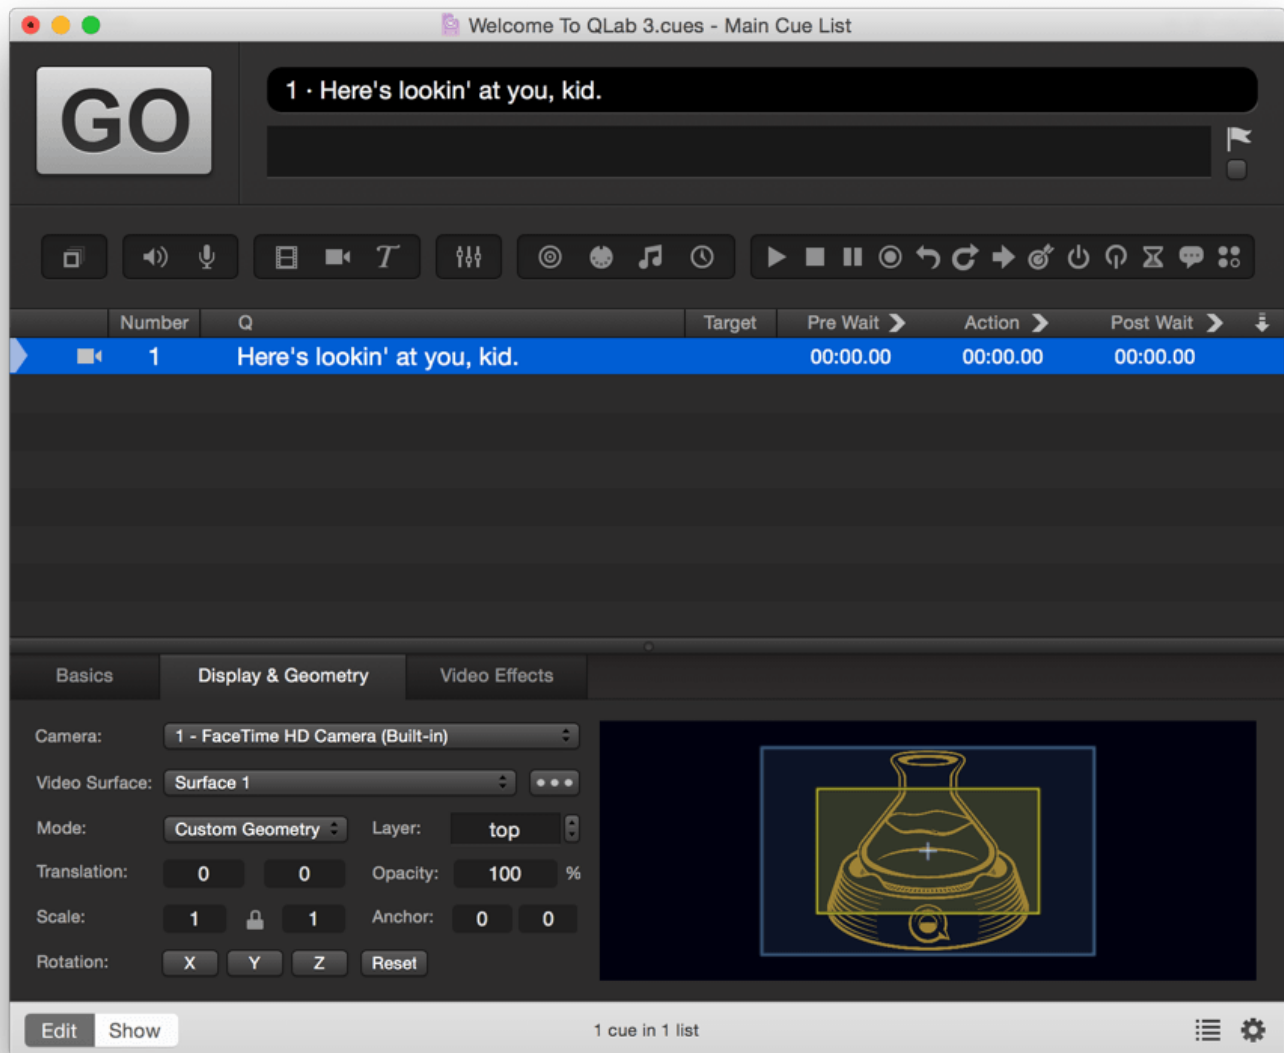 Welcome To QLab 3.cues - Main Cue List
GO
1 · Here's lookin' at you, kid.
T
Number Q Target Pre Wait Action Post Wait
1 Here's lookin' at you, kid. 00:00.00 00:00.00 00:00.00
Basics Display & Geometry Video Effects
Camera: 1 - FaceTime HD Camera (Built-in)
Video Surface: Surface 1
Mode: Custom Geometry Layer: top
Translation: 0 0 Opacity: 100 %
Scale: 1 1 Anchor: 0 0
Rotation: X Y Z Reset
Edit Show 1 cue in 1 list